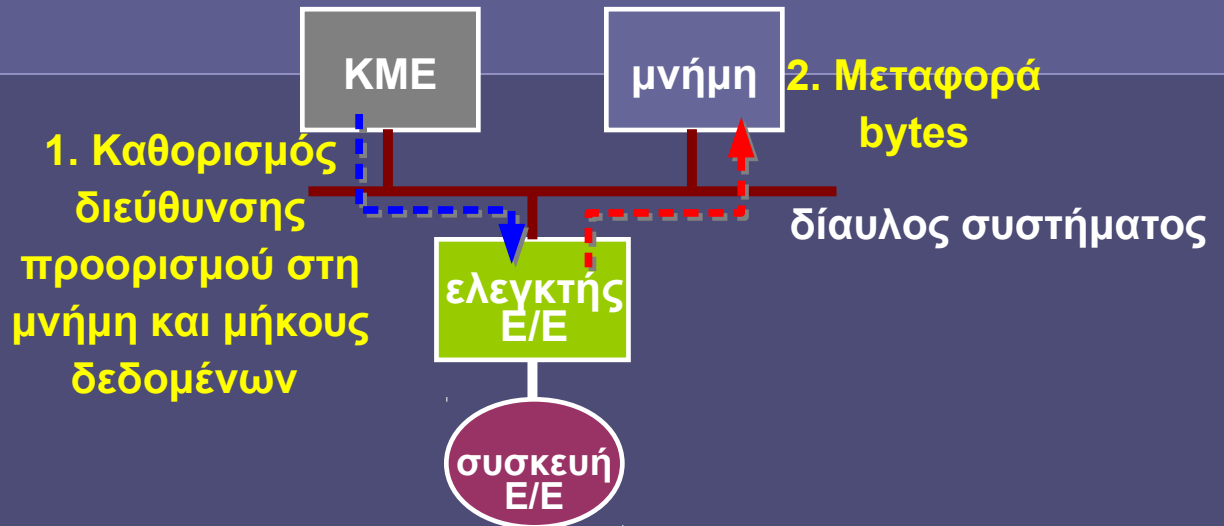 ΚΜΕ
μνήμη
1. Καθορισμός
διεύθυνσης
προορισμού στη
μνήμη και μήκους
δεδομένων
2. Μεταφορά
bytes
δίαυλος συστήματος
ελεγκτής
Ε/Ε
συσκευή
Ε/Ε